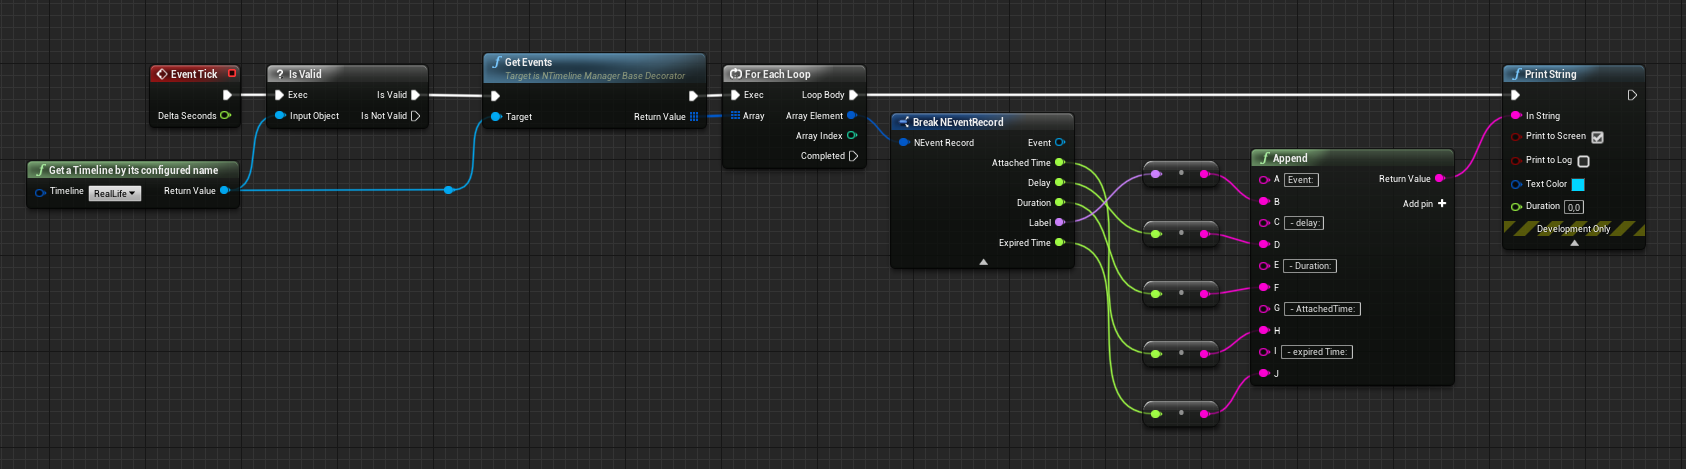 Event Tick
Delta Seconds
Get a Timeline by its configured name
Timeline RealLife Return Value
? Is Valid
Exec Is Valid
Input Object Is Not Valid
f Get Events
Target is NTimeline Manager Base Decorator
Target Return Value
For Each Loop
Exec Loop Body
Array Array Element
Array Index
Completed
Break NEventRecord
NEvent Record Event
Attached Time
Delay
Duration
Label
Expired Time
f Append
A Event: Return Value
B Add pin +
C - delay:
D
E - Duration:
F
G - AttachedTime:
H
I - expired Time:
J
f Print String
In String
Print to Screen
Print to Log
Text Color
Duration 0,0
Development Only